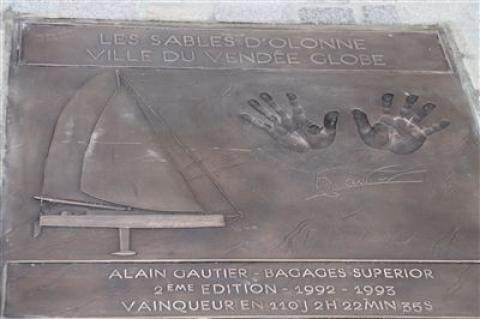 LES SABLES D'OLONNE
VILLE DU VENDÉE GLOBE
ALAIN GAUTIER - BAGAGES SUPERIOR
2ÈME EDITION - 1992 - 1993
VAINQUEUR EN 110 J 2H 22MIN 35S